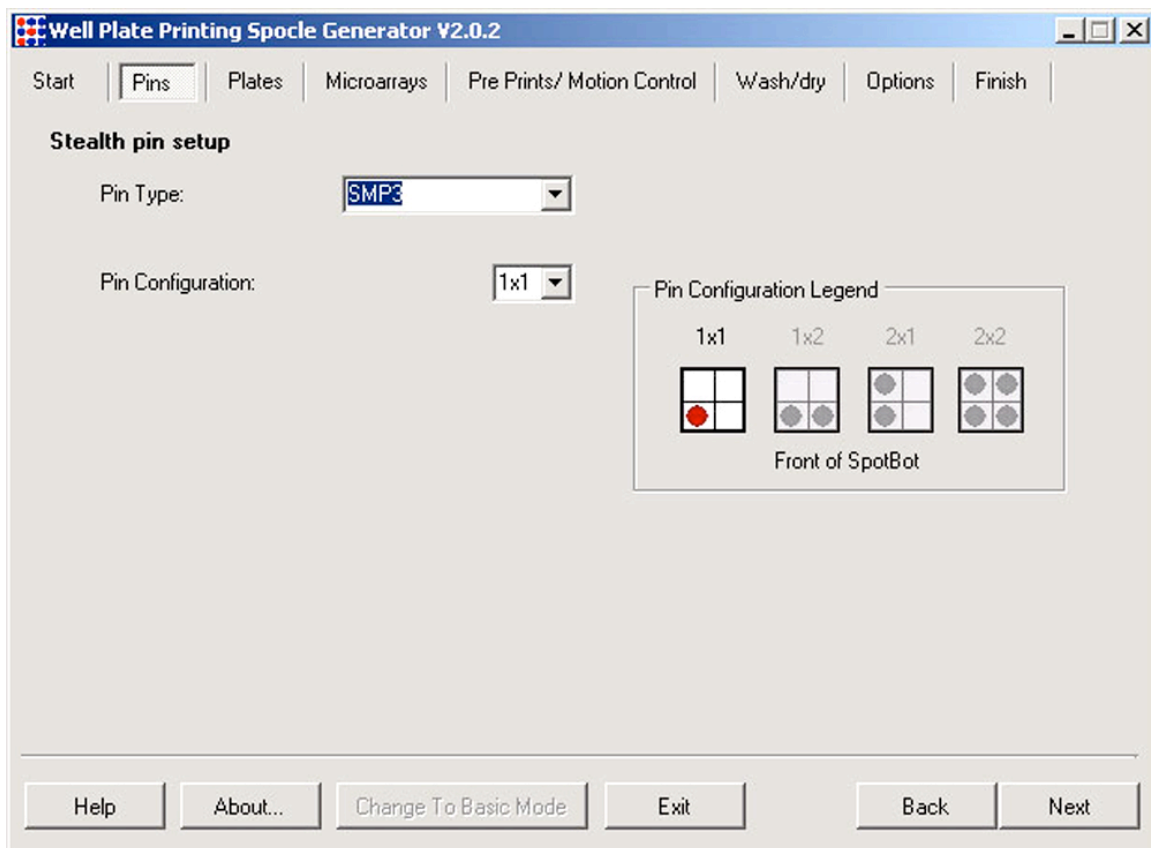 Well Plate Printing Spocle Generator V2.0.2
Start Pins Plates Microarrays Pre Prints/ Motion Control Wash/dry Options Finish
Stealth pin setup
Pin Type: SMP3
Pin Configuration: 1x1
Pin Configuration Legend
1x1 1x2 2x1 2x2
Front of SpotBot
Help About... Change To Basic Mode Exit Back Next